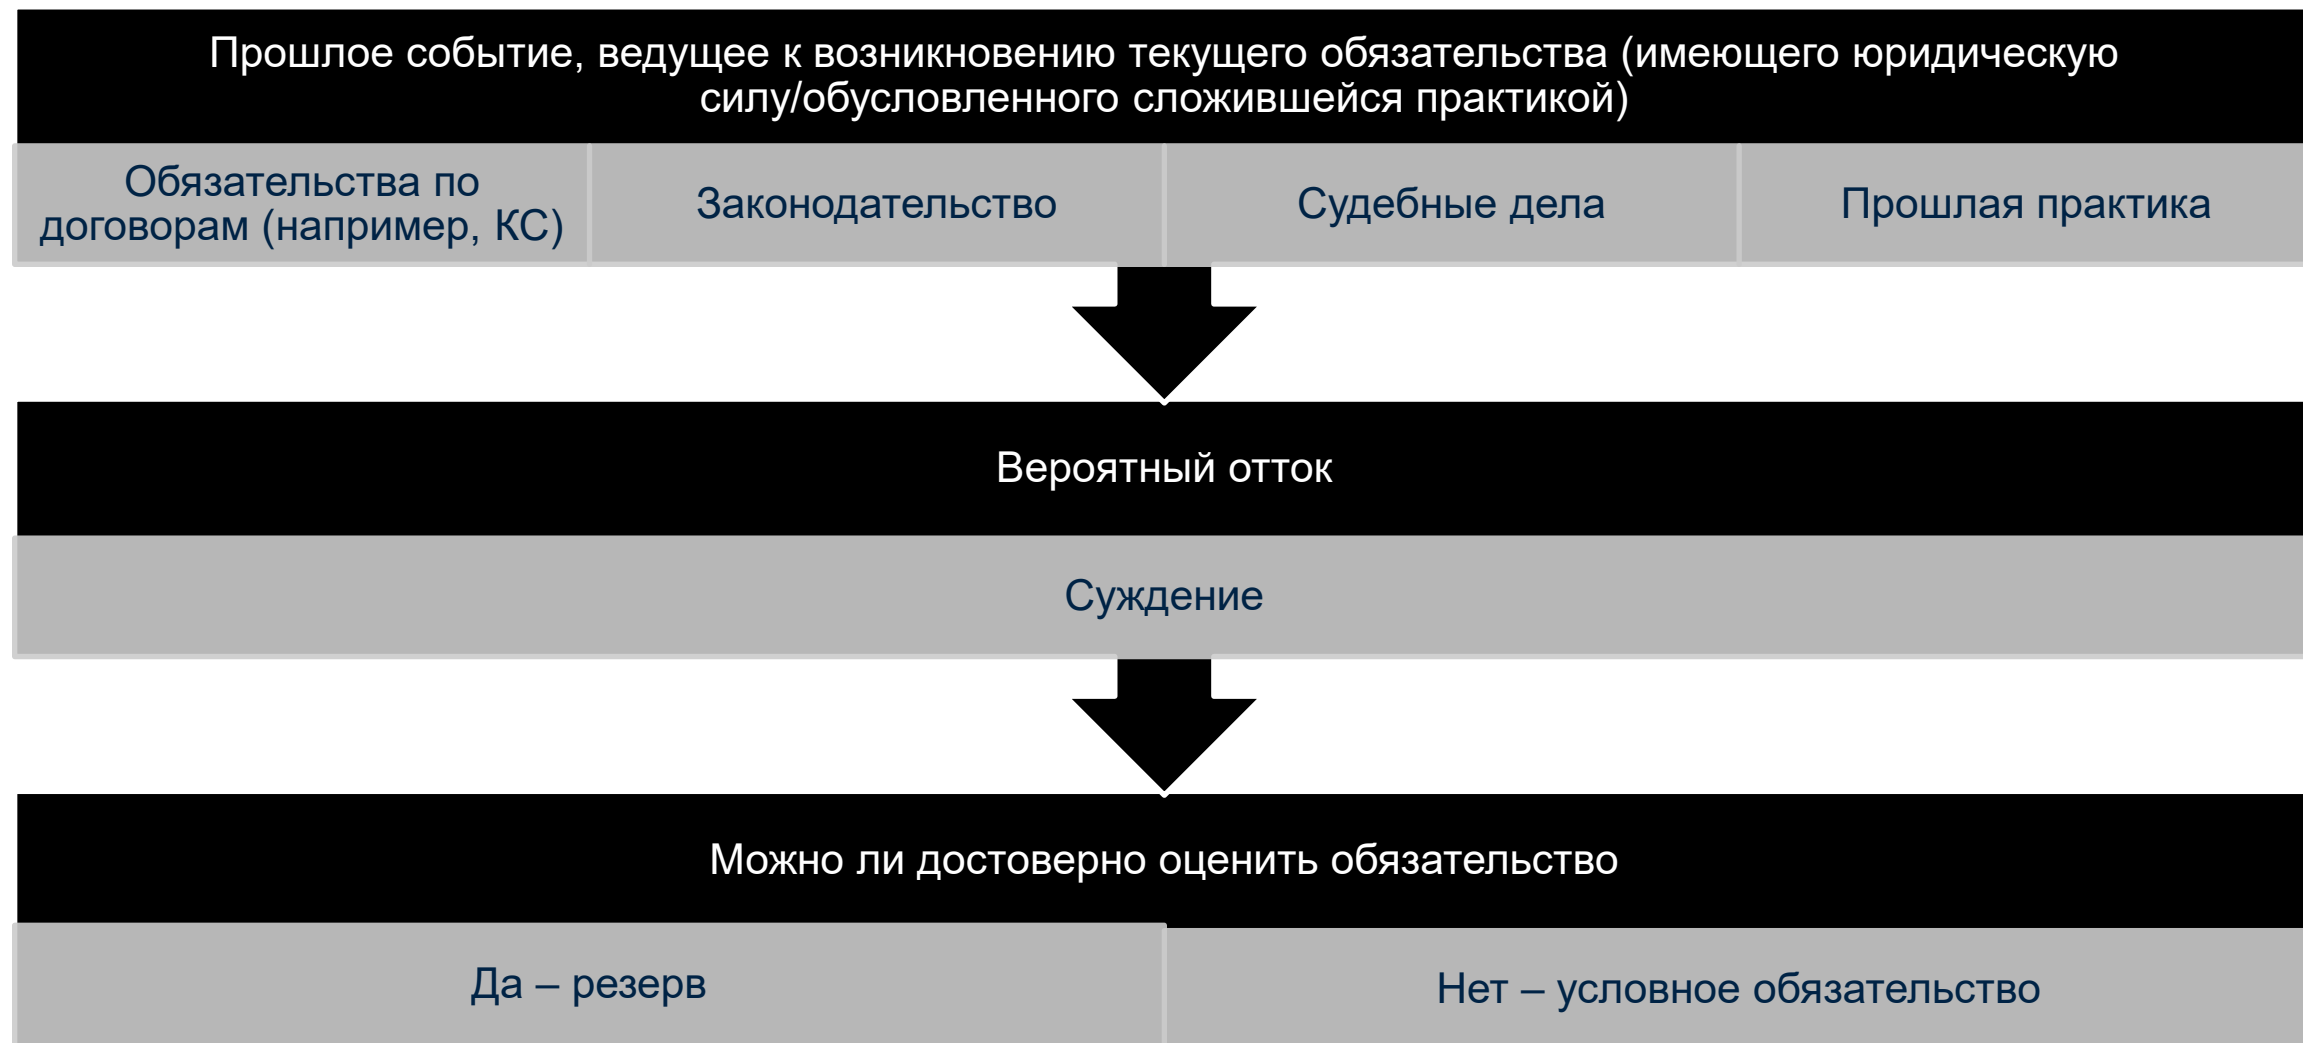 Прошлое событие, ведущее к возникновению текущего обязательства (имеющего юридическую
силу/обусловленного сложившейся практикой)
Обязательства по
договорам (например, КС)
Законодательство
Судебные дела
Прошлая практика
Вероятный отток
Суждение
Можно ли достоверно оценить обязательство
Да – резерв
Нет – условное обязательство